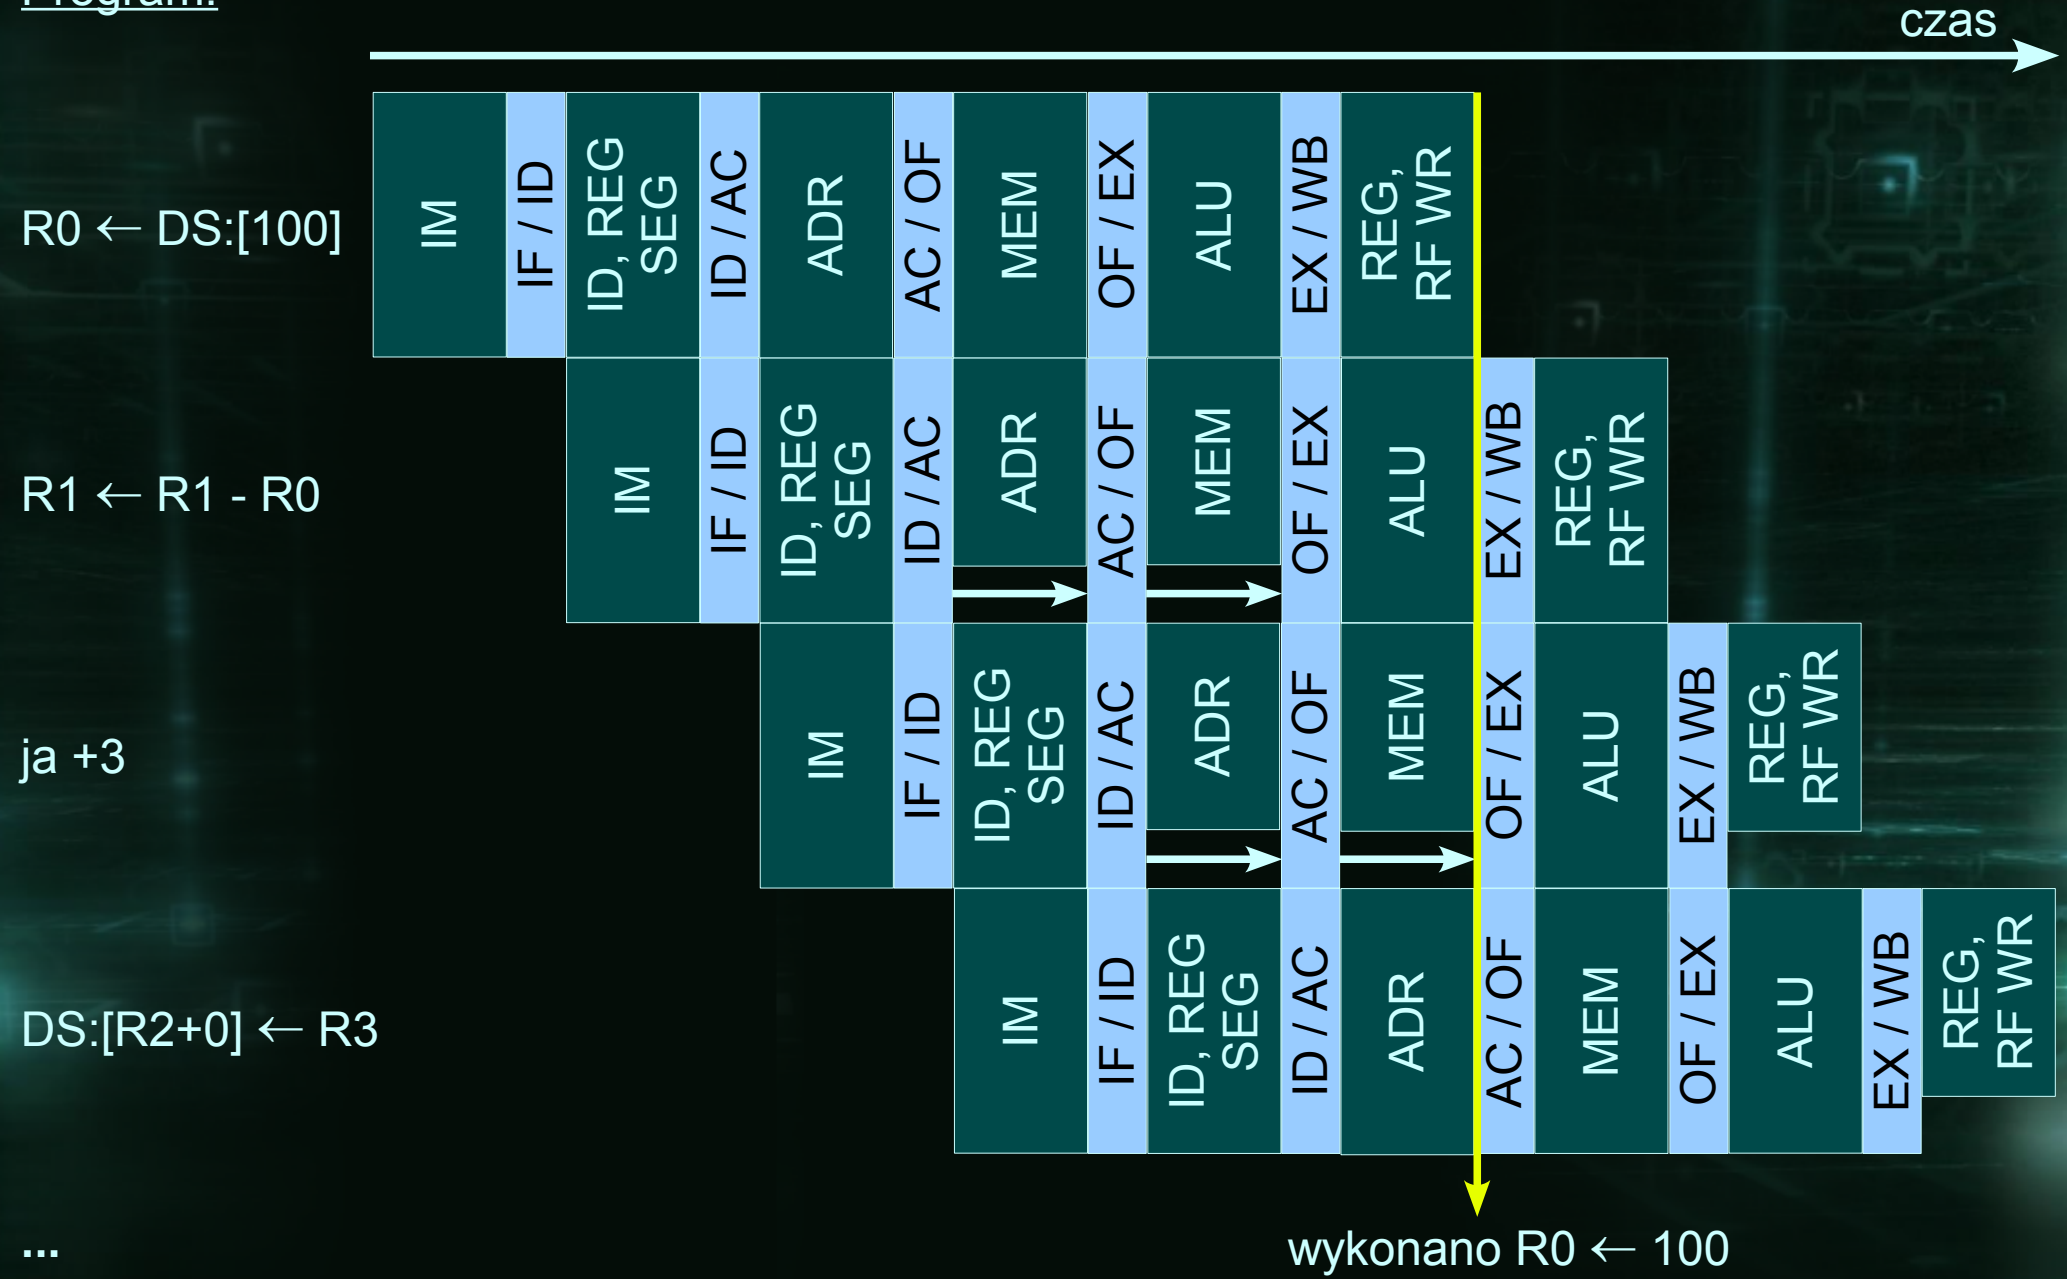 Program:
czas
R0 ← DS:[100]
IM
IF / ID
ID, REG
SEG
ID / AC
ADR
AC / OF
MEM
OF / EX
ALU
EX / WB
REG,
RF WR
R1 ← R1 - R0
IM
IF / ID
ID, REG
SEG
ID / AC
ADR
AC / OF
MEM
OF / EX
ALU
EX / WB
REG,
RF WR
ja +3
IM
IF / ID
ID, REG
SEG
ID / AC
ADR
AC / OF
MEM
OF / EX
ALU
EX / WB
REG,
RF WR
DS:[R2+0] ← R3
IM
IF / ID
ID, REG
SEG
ID / AC
ADR
AC / OF
MEM
OF / EX
ALU
EX / WB
REG,
RF WR
...
wykonano R0 ← 100